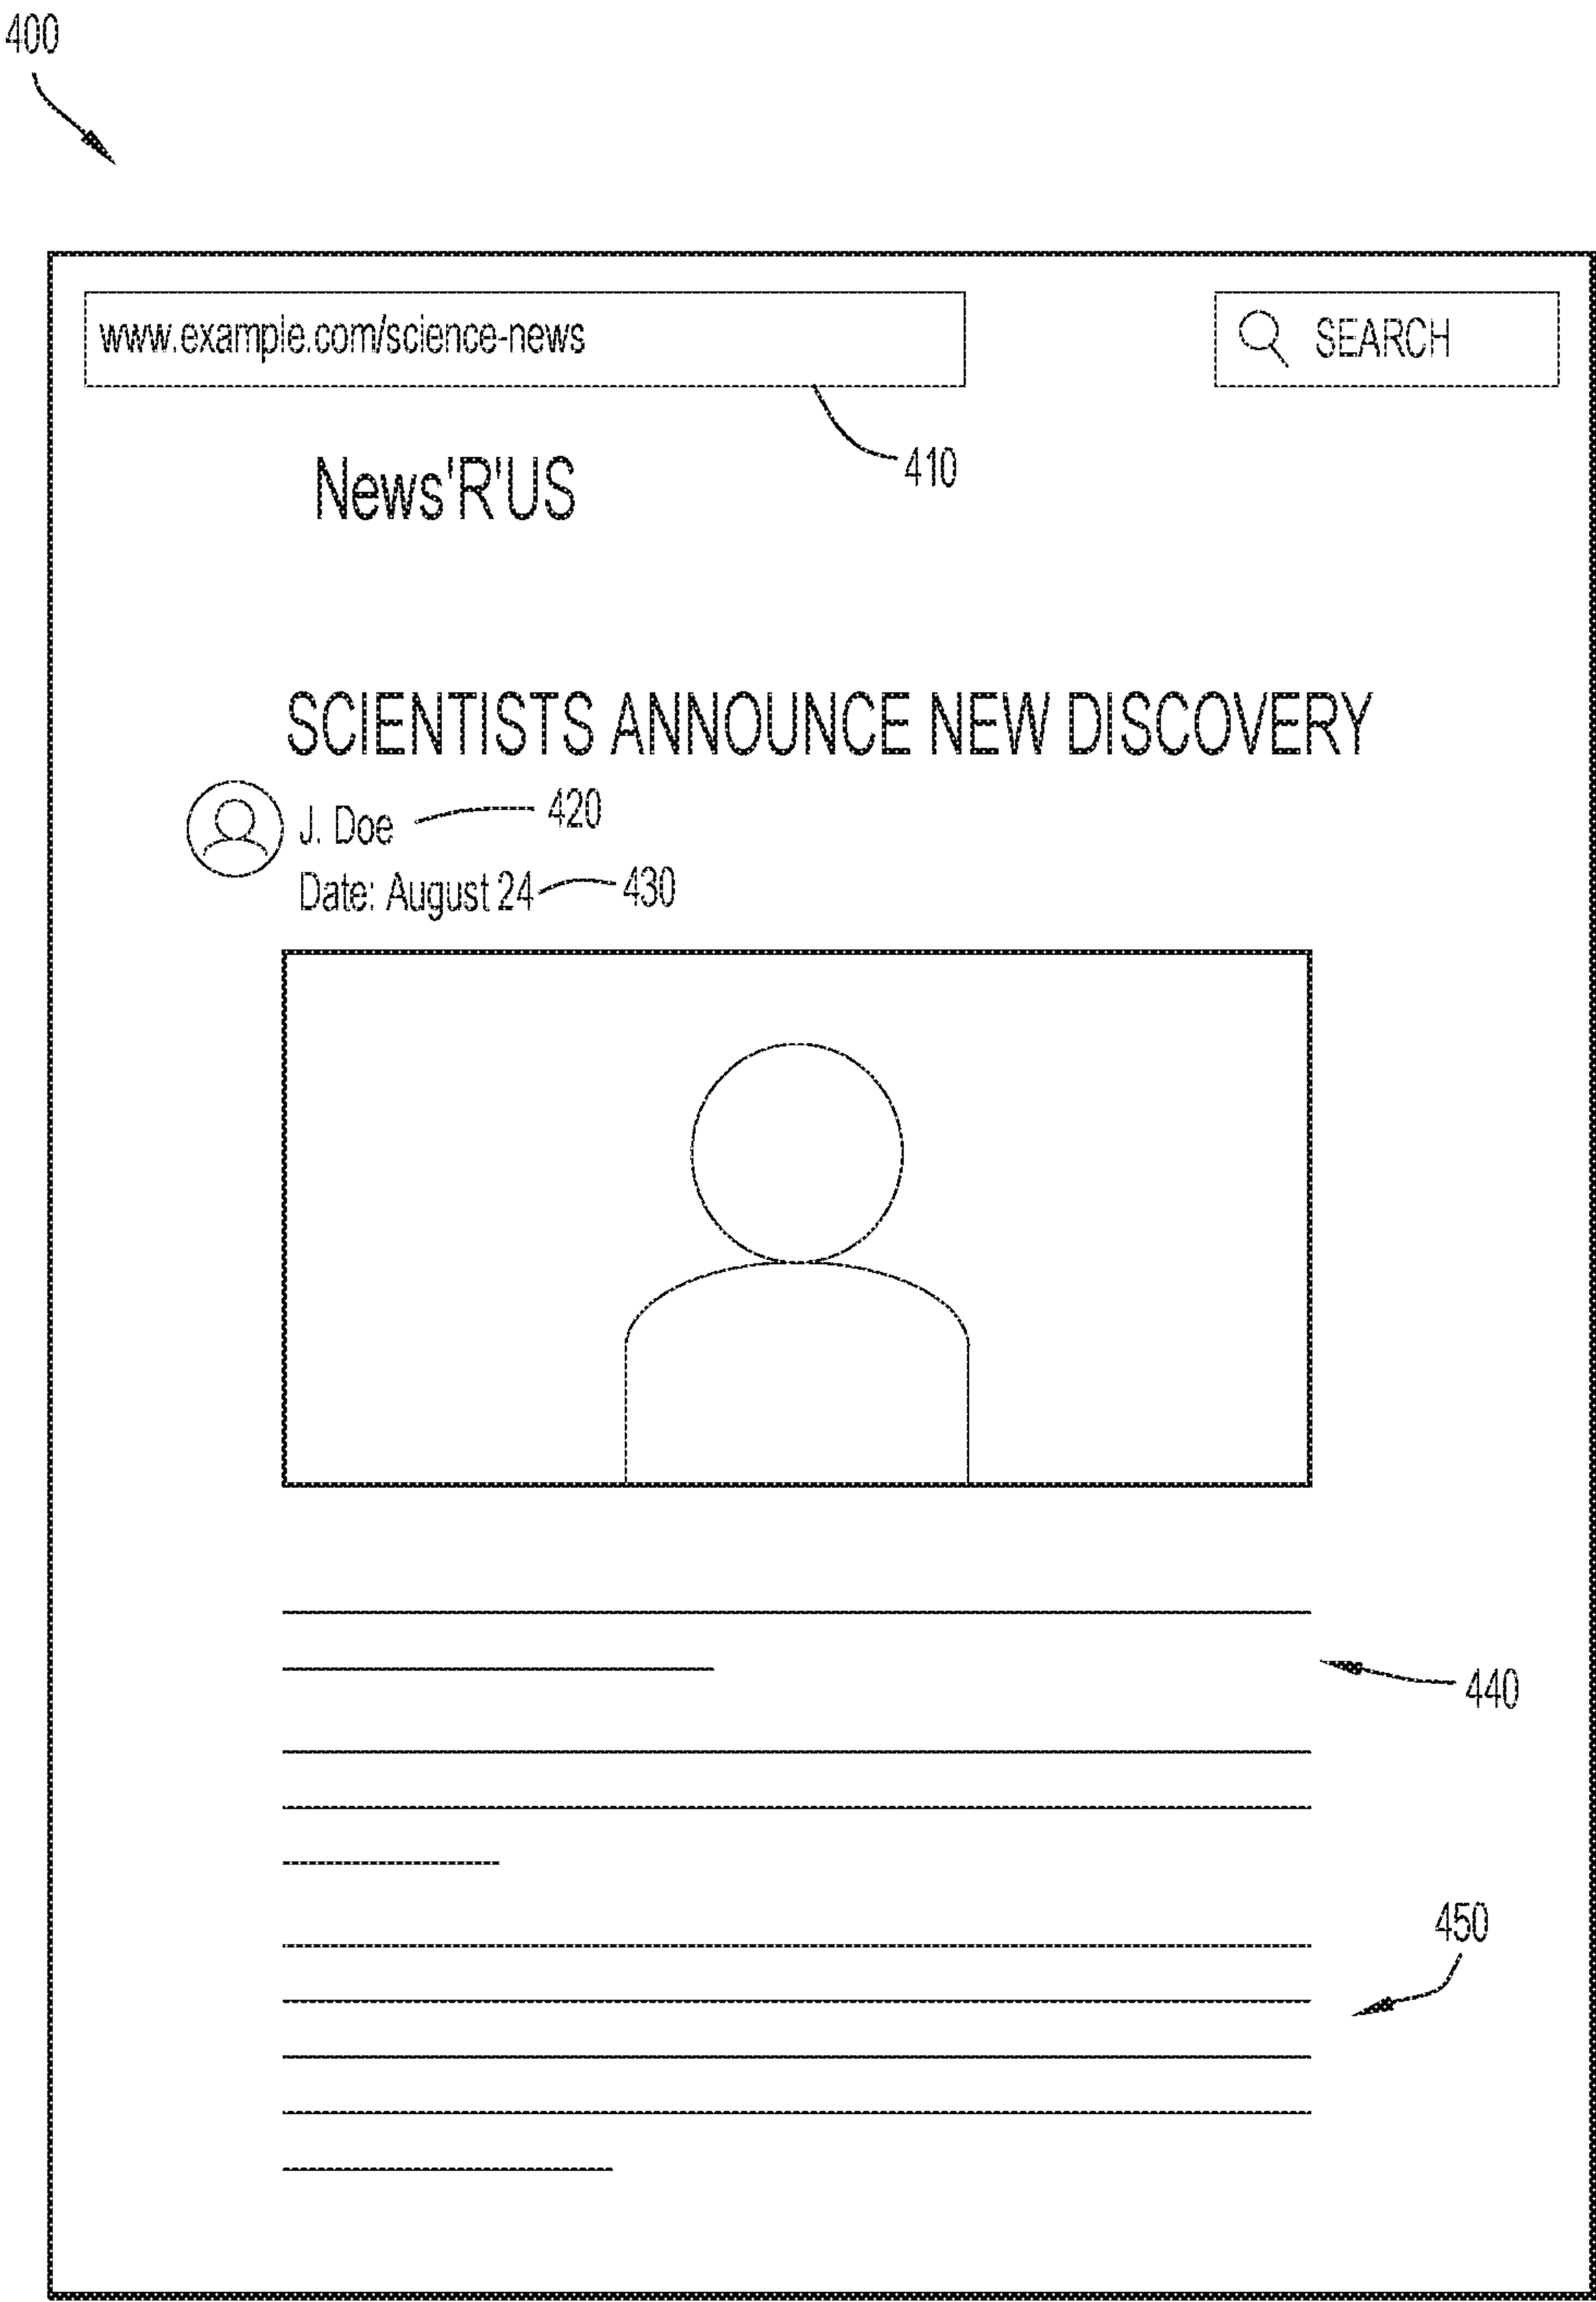 400
www.example.com/science-news
SEARCH
410
News'R'US
SCIENTISTS ANNOUNCE NEW DISCOVERY
J. Doe
420
Date: August 24
430
440
450